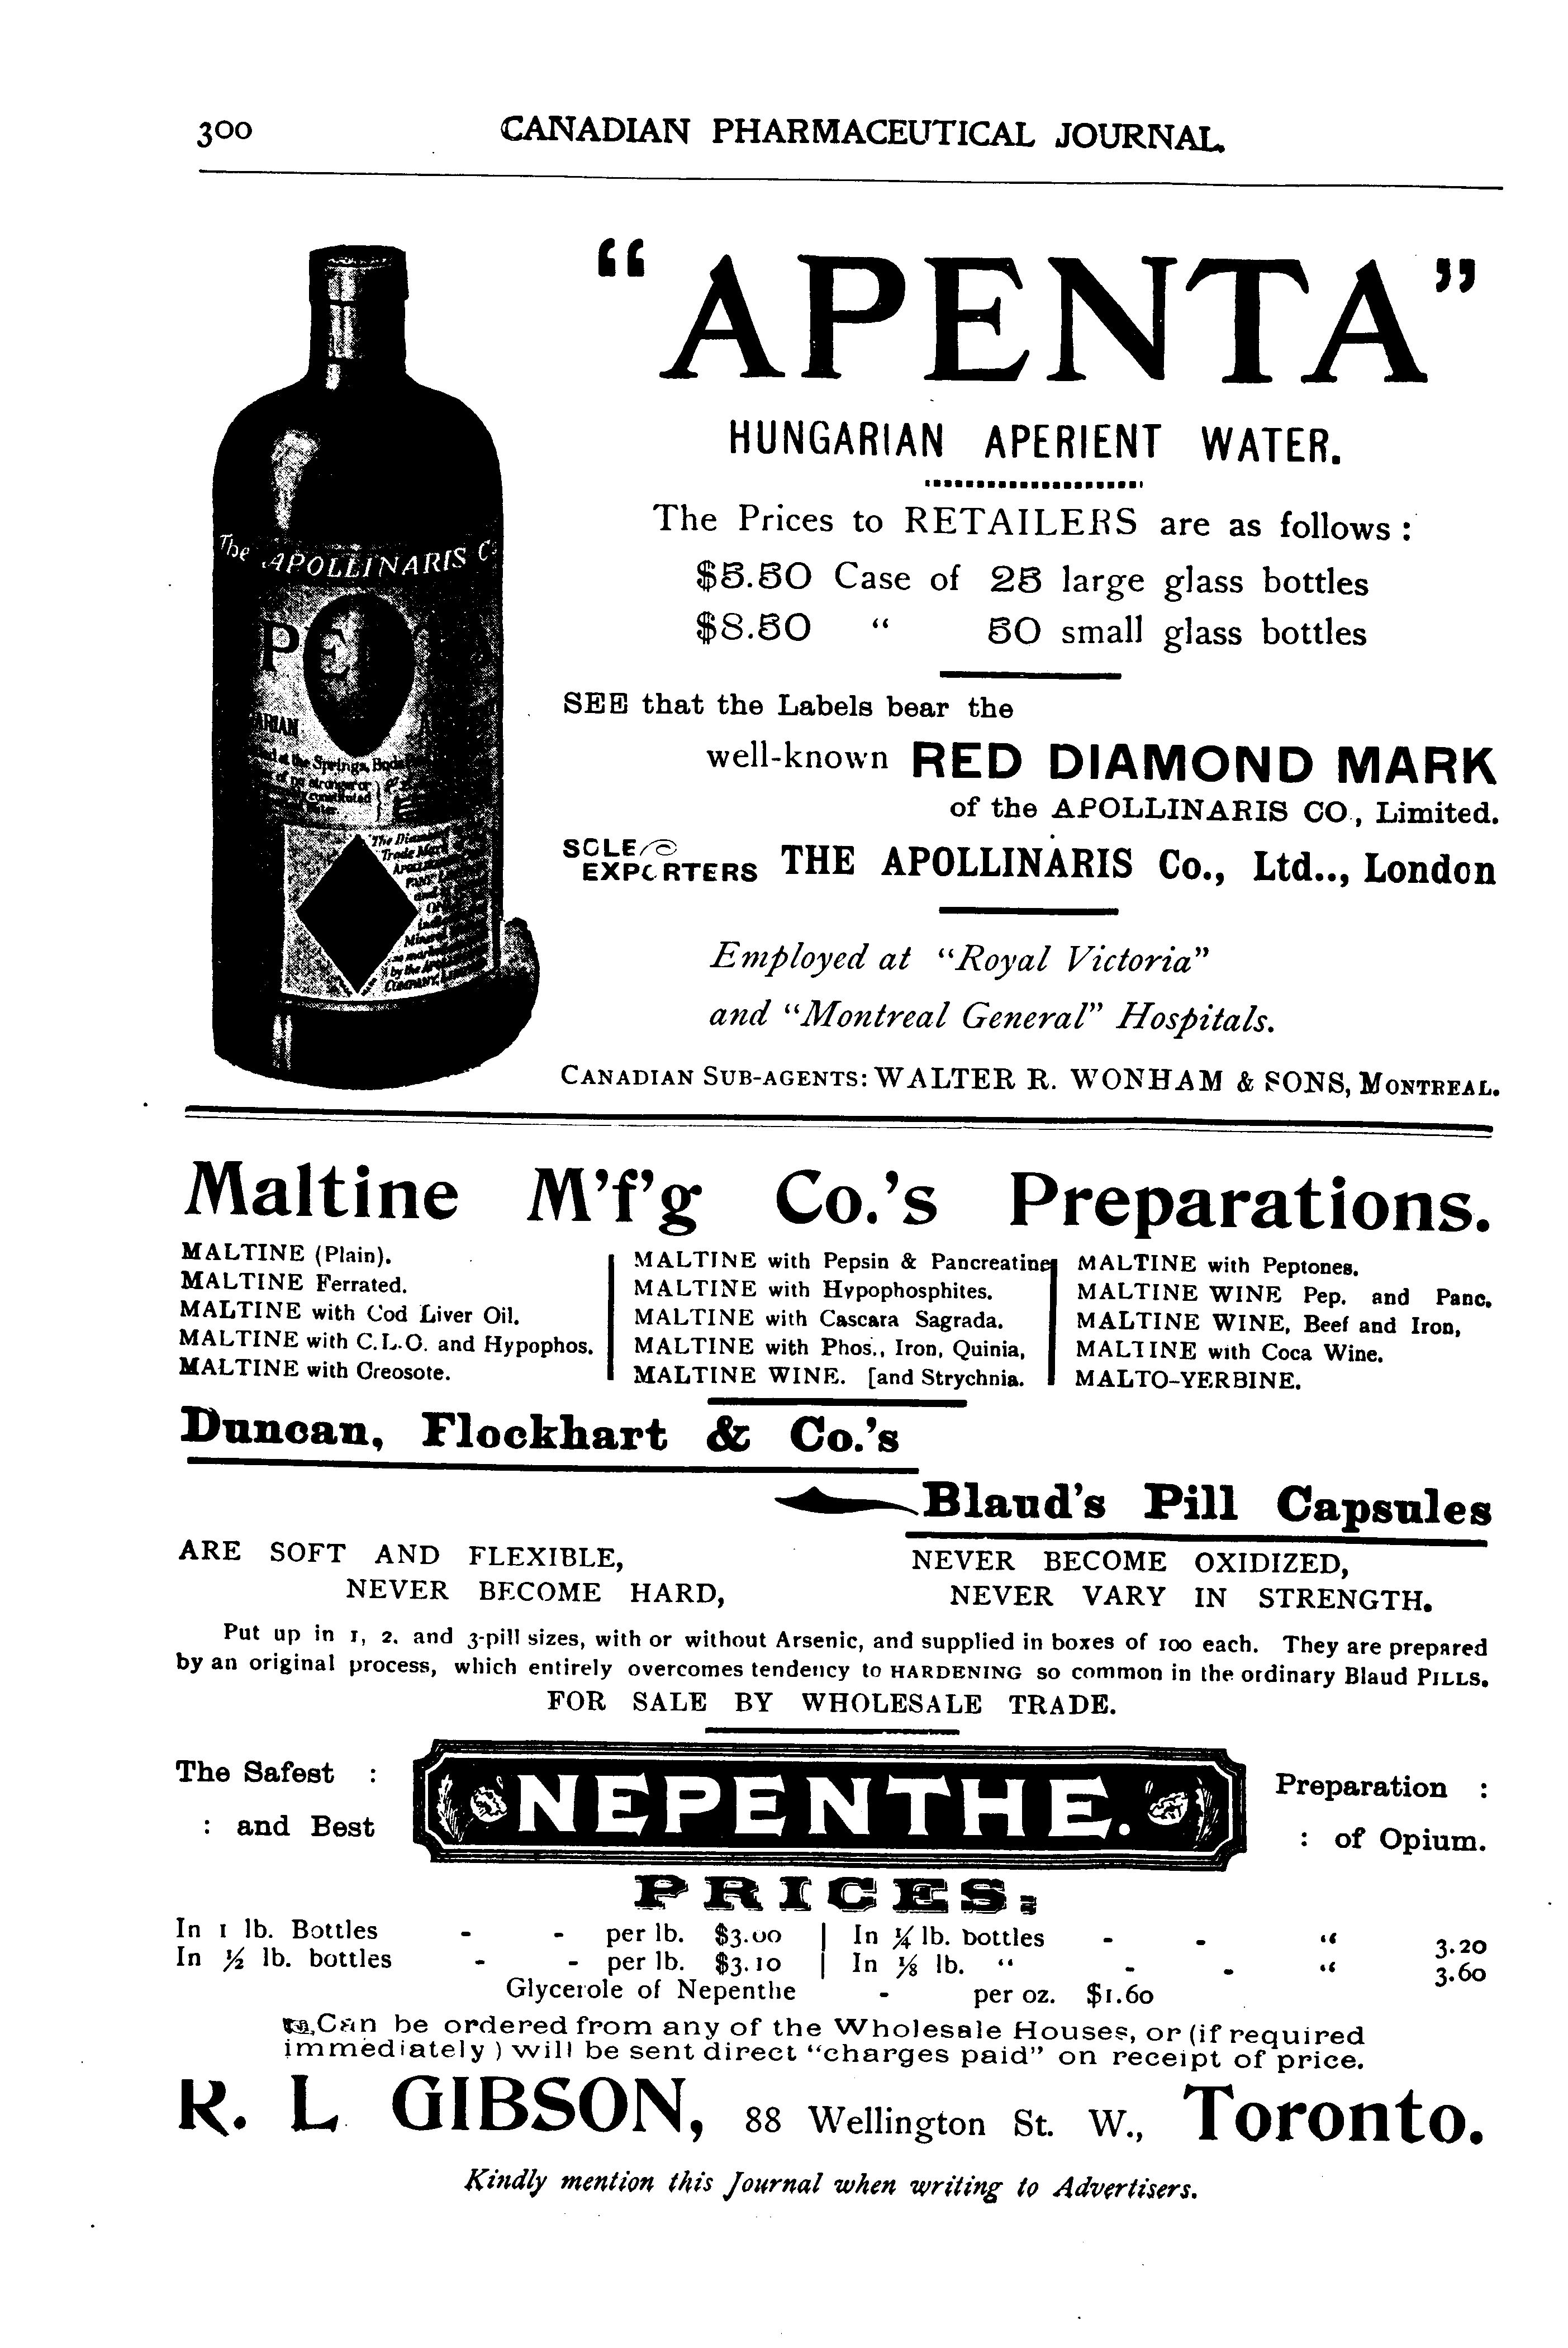 300
CANADIAN PHARMACEUTICAL JOURNAL.
“APENTA”
HUNGARIAN APERIENT WATER.
The Prices to RETAILERS are as follows :
$5.50 Case of 25 large glass bottles
$8.50 “ 50 small glass bottles
SEE that the Labels bear the
well-known RED DIAMOND MARK
of the APOLLINARIS CO., Limited.
SOLE
EXPORTERS THE APOLLINARIS Co., Ltd.., London
Employed at “Royal Victoria”
and “Montreal General” Hospitals.
CANADIAN SUB-AGENTS: WALTER R. WONHAM & SONS, MONTREAL.
The APOLLINARIS Co
PE
ARIAN
at the Springs, Buda
The Diam
Trade Mark
by the
COMPANY,
Maltine M’f’g Co.’s Preparations.
MALTINE (Plain).
MALTINE Ferrated.
MALTINE with Cod Liver Oil.
MALTINE with C.L.O. and Hypophos.
MALTINE with Creosote.
MALTINE with Pepsin & Pancreatine
MALTINE with Hypophosphites.
MALTINE with Cascara Sagrada.
MALTINE with Phos., Iron, Quinia,
MALTINE WINE. [and Strychnia.
MALTINE with Peptones.
MALTINE WINE Pep. and Panc.
MALTINE WINE, Beef and Iron,
MALTINE with Coca Wine.
MALTO-YERBINE.
Duncan, Flockhart & Co.’s
Blaud’s Pill Capsules
ARE SOFT AND FLEXIBLE,
NEVER BECOME HARD,
NEVER BECOME OXIDIZED,
NEVER VARY IN STRENGTH.
Put up in 1, 2. and 3-pill sizes, with or without Arsenic, and supplied in boxes of 100 each. They are prepared
by an original process, which entirely overcomes tendency to HARDENING so common in the ordinary Blaud PILLS.
FOR SALE BY WHOLESALE TRADE.
The Safest :
: and Best
NEPENTHE.
Preparation :
: of Opium.
PRICES:
In 1 lb. Bottles - - per lb. $3.00 | In ¼ lb. bottles - - “ 3.20
In ½ lb. bottles - - per lb. $3.10 | In ⅛ lb. “ - - “ 3.60
Glycerole of Nepenthe - per oz. $1.60
Can be ordered from any of the Wholesale Houses, or (if required
immediately ) will be sent direct “charges paid” on receipt of price.
R. L. GIBSON, 88 Wellington St. W., Toronto.
Kindly mention this Journal when writing to Advertisers.